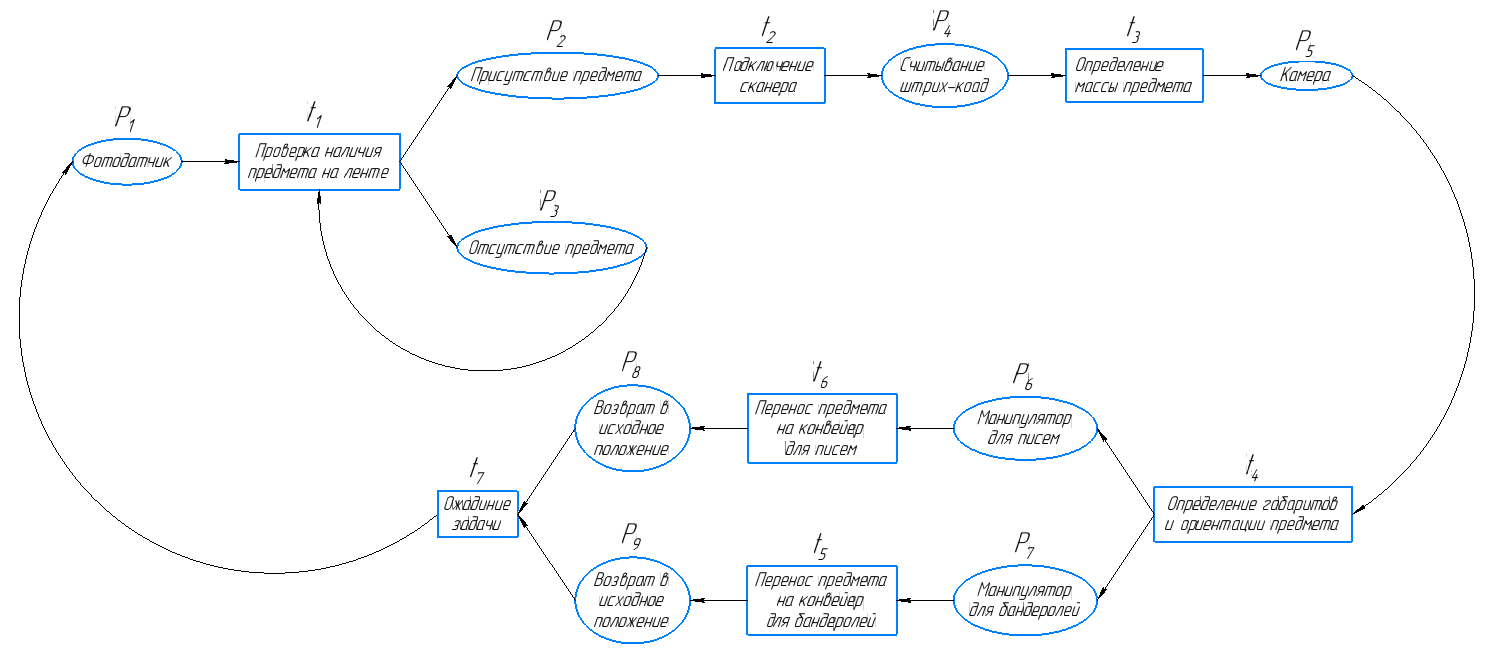 P1
Фотодатчик
t1
Проверка наличия
предмета на ленте
P2
Присутствие предмета
P3
Отсутствие предмета
t2
Подключение
сканера
P4
Считывание
штрих-коад
t3
Определение
массы предмета
P5
Камера
t4
Определение габаритов
и ориентации предмета
P6
Манипулятор
для писем
t6
Перенос предмета
на конвейер
для писем
P8
Возврат в
исходное
положение
P7
Манипулятор
для бандеролей
t5
Перенос предмета
на конвейер
для бандеролей
P9
Возврат в
исходное
положение
t7
Ожадиние
задачи